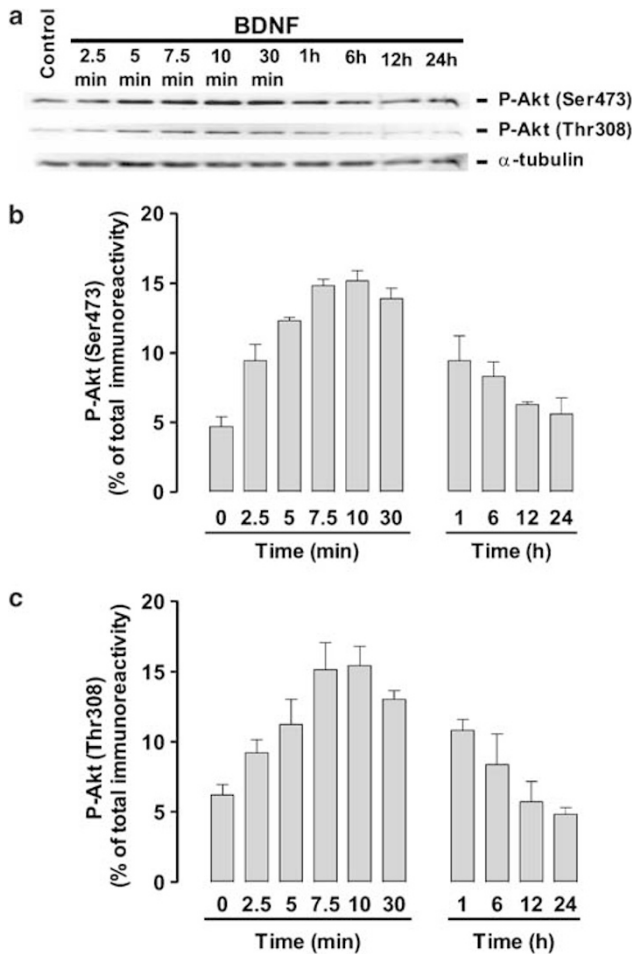 a
Control
BDNF
2.5 min
5 min
7.5 min
10 min
30 min
1h
6h
12h
24h
P-Akt (Ser473)
P-Akt (Thr308)
α-tubulin
b
P-Akt (Ser473)
(% of total immunoreactivity)
20
15
10
5
0
0 2.5 5 7.5 10 30
1 6 12 24
Time (min)
Time (h)
c
P-Akt (Thr308)
(% of total immunoreactivity)
20
15
10
5
0
0 2.5 5 7.5 10 30
1 6 12 24
Time (min)
Time (h)